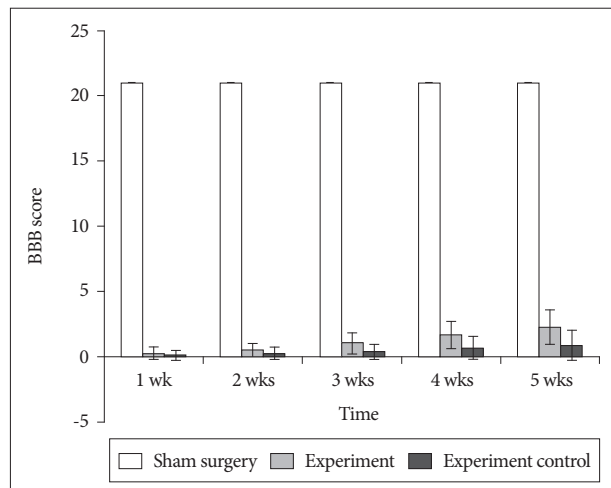 25
20
15
10
5
0
-5
BBB score
1 wk 2 wks 3 wks 4 wks 5 wks
Time
Sham surgery Experiment Experiment control